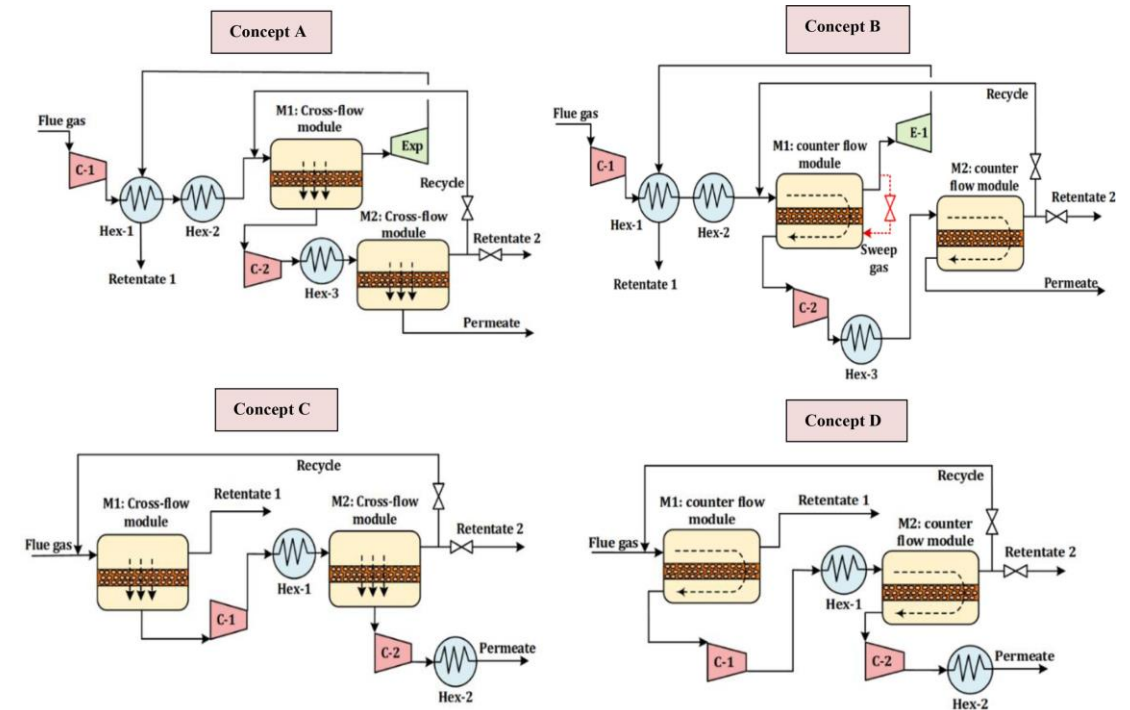 Concept A
Flue gas
C-1
Hex-1
Hex-2
Retentate 1
M1: Cross-flow
module
Exp
Recycle
M2: Cross-flow
module
C-2
Hex-3
Retentate 2
Permeate
Concept B
Flue gas
C-1
Hex-1
Hex-2
Retentate 1
M1: counter flow
module
E-1
Recycle
Sweep
gas
M2: counter
flow module
C-2
Hex-3
Retentate 2
Permeate
Concept C
Recycle
M1: Cross-flow
module
Retentate 1
Flue gas
C-1
Hex-1
M2: Cross-flow
module
Retentate 2
C-2
Hex-2
Permeate
Concept D
Recycle
M1: counter flow
module
Retentate 1
Flue gas
C-1
Hex-1
M2: counter
flow module
Retentate 2
C-2
Hex-2
Permeate